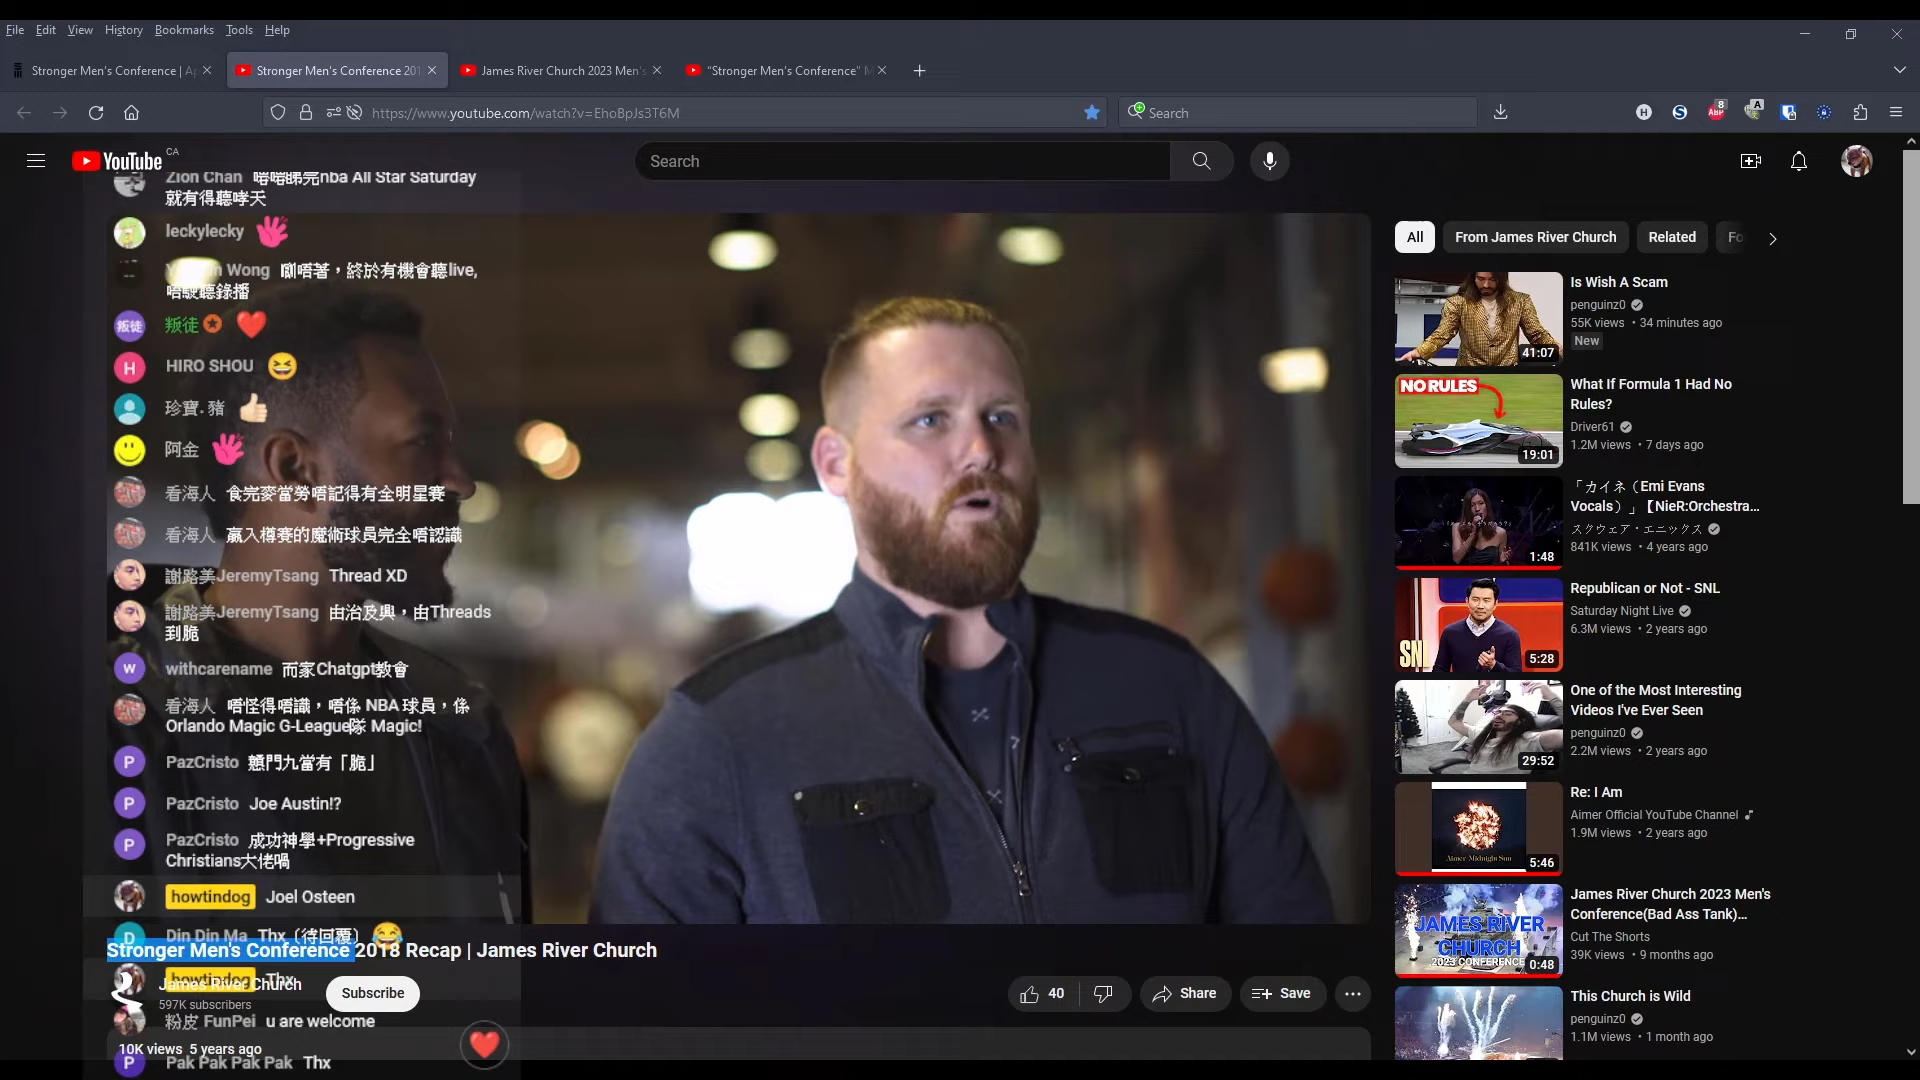 File Edit View History Bookmarks Tools Help
Stronger Men's Conference | A
Stronger Men's Conference 201
James River Church 2023 Men's
"Stronger Men's Conference" M
https://www.youtube.com/watch?v=EhoBpJs3T6M
Search
YouTube CA
Search
Zion Chan 啱啱睇完nba All Star Saturday
就有得聽哮天
leckylecky
Wong 瞓唔著，終於有機會聽live,
唔駛聽錄播
叛徒
HIRO SHOU
珍寶.豬
阿金
看海人 食完麥當勞唔記得有全明星賽
看海人 贏入樽賽的魔術球員完全唔認識
謝路美JeremyTsang Thread XD
謝路美JeremyTsang 由治及興，由Threads
到脆
withcarename 而家Chatgpt教會
看海人 唔怪得唔識，唔係 NBA 球員，係
Orlando Magic G-League隊 Magic!
PazCristo 戇門九當有「脆」
PazCristo Joe Austin!?
PazCristo 成功神學+Progressive
Christians大佬喎
howtindog Joel Osteen
Din Din Ma Thx〔待回覆〕
Stronger Men's Conference 2018 Recap | James River Church
howtindog Thx
James River Church
597K subscribers
Subscribe
40
Share
Save
粉皮 FunPei u are welcome
10K views 5 years ago
Pak Pak Pak Pak Thx
All
From James River Church
Related
Fo
Is Wish A Scam
penguinz0
55K views • 34 minutes ago
New
41:07
NO RULES
What If Formula 1 Had No
Rules?
Driver61
1.2M views • 7 days ago
19:01
「カイネ（Emi Evans
Vocals）」【NieR:Orchestra...
スクウェア・エニックス
841K views • 4 years ago
1:48
Republican or Not - SNL
Saturday Night Live
6.3M views • 2 years ago
SNL
5:28
One of the Most Interesting
Videos I've Ever Seen
penguinz0
2.2M views • 2 years ago
29:52
Re: I Am
Aimer Official YouTube Channel
1.9M views • 2 years ago
Aimer Midnight Sun
5:46
James River Church 2023 Men's
Conference(Bad Ass Tank)...
Cut The Shorts
39K views • 9 months ago
JAMES RIVER
CHURCH
2023 CONFERENCE
0:48
This Church is Wild
penguinz0
1.1M views • 1 month ago